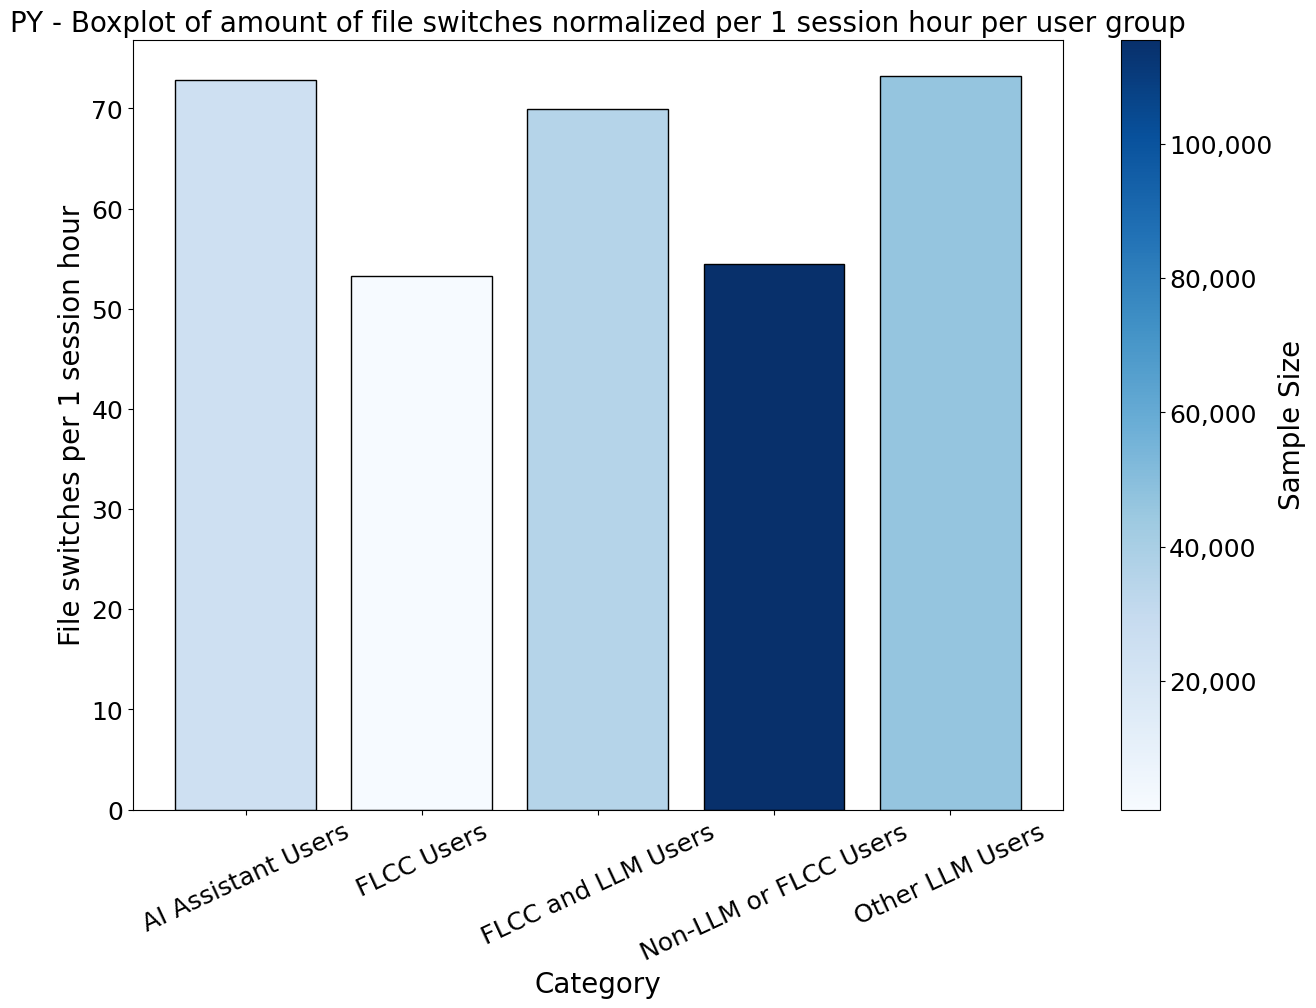 PY - Boxplot of amount of file switches normalized per 1 session hour per user group
File switches per 1 session hour
70
60
50
40
30
20
10
0
AI Assistant Users
FLCC Users
FLCC and LLM Users
Non-LLM or FLCC Users
Other LLM Users
Category
100,000
80,000
60,000
40,000
20,000
Sample Size